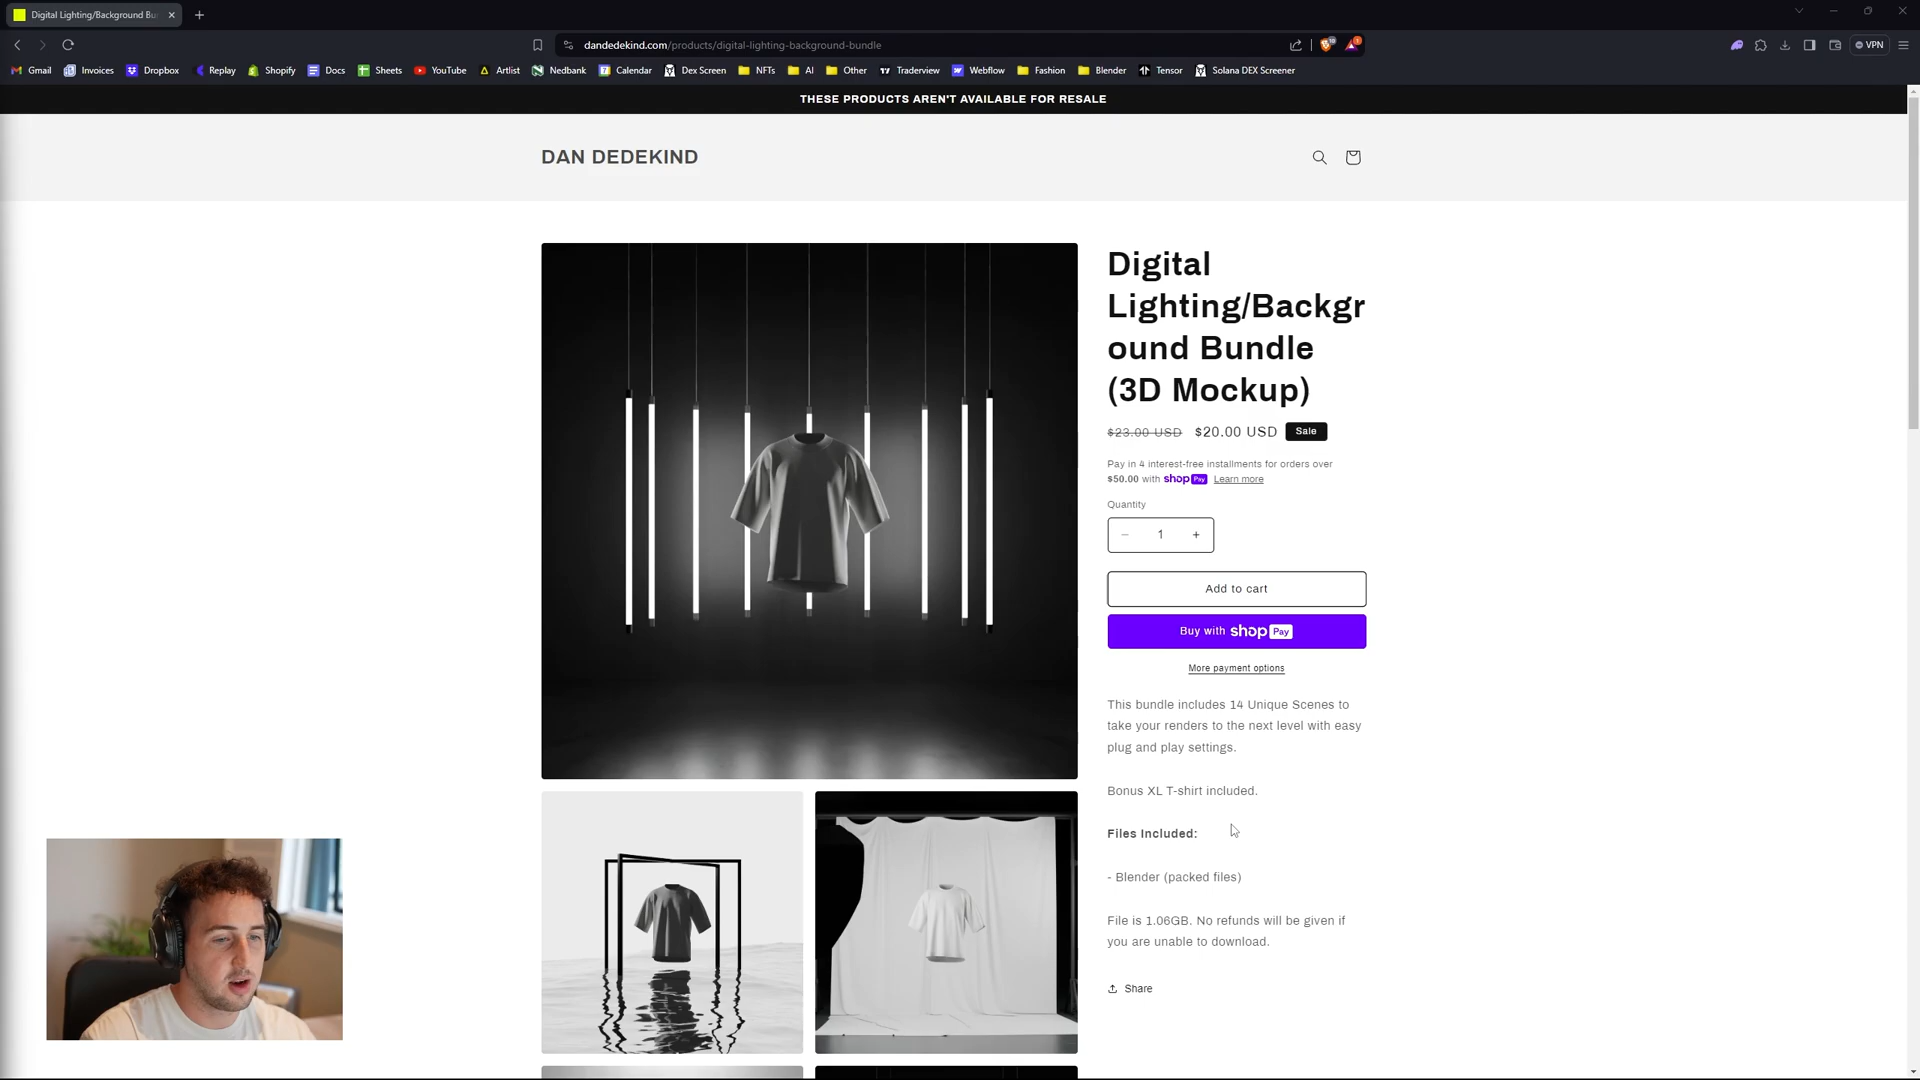 Digital Lighting/Background Bu
dandedekind.com/products/digital-lighting-background-bundle
VPN
Gmail
Invoices
Dropbox
Replay
Shopify
Docs
Sheets
YouTube
Artlist
Nedbank
Calendar
Dex Screen
NFTs
AI
Other
Traderview
Webflow
Fashion
Blender
Tensor
Solana DEX Screener
THESE PRODUCTS AREN'T AVAILABLE FOR RESALE
DAN DEDEKIND
Digital
Lighting/Backgr
ound Bundle
(3D Mockup)
$23.00 USD $20.00 USD Sale
Pay in 4 interest-free installments for orders over
$50.00 with shop Pay Learn more
Quantity
− 1 +
Add to cart
Buy with shop Pay
More payment options
This bundle includes 14 Unique Scenes to
take your renders to the next level with easy
plug and play settings.
Bonus XL T-shirt included.
Files Included:
- Blender (packed files)
File is 1.06GB. No refunds will be given if
you are unable to download.
Share